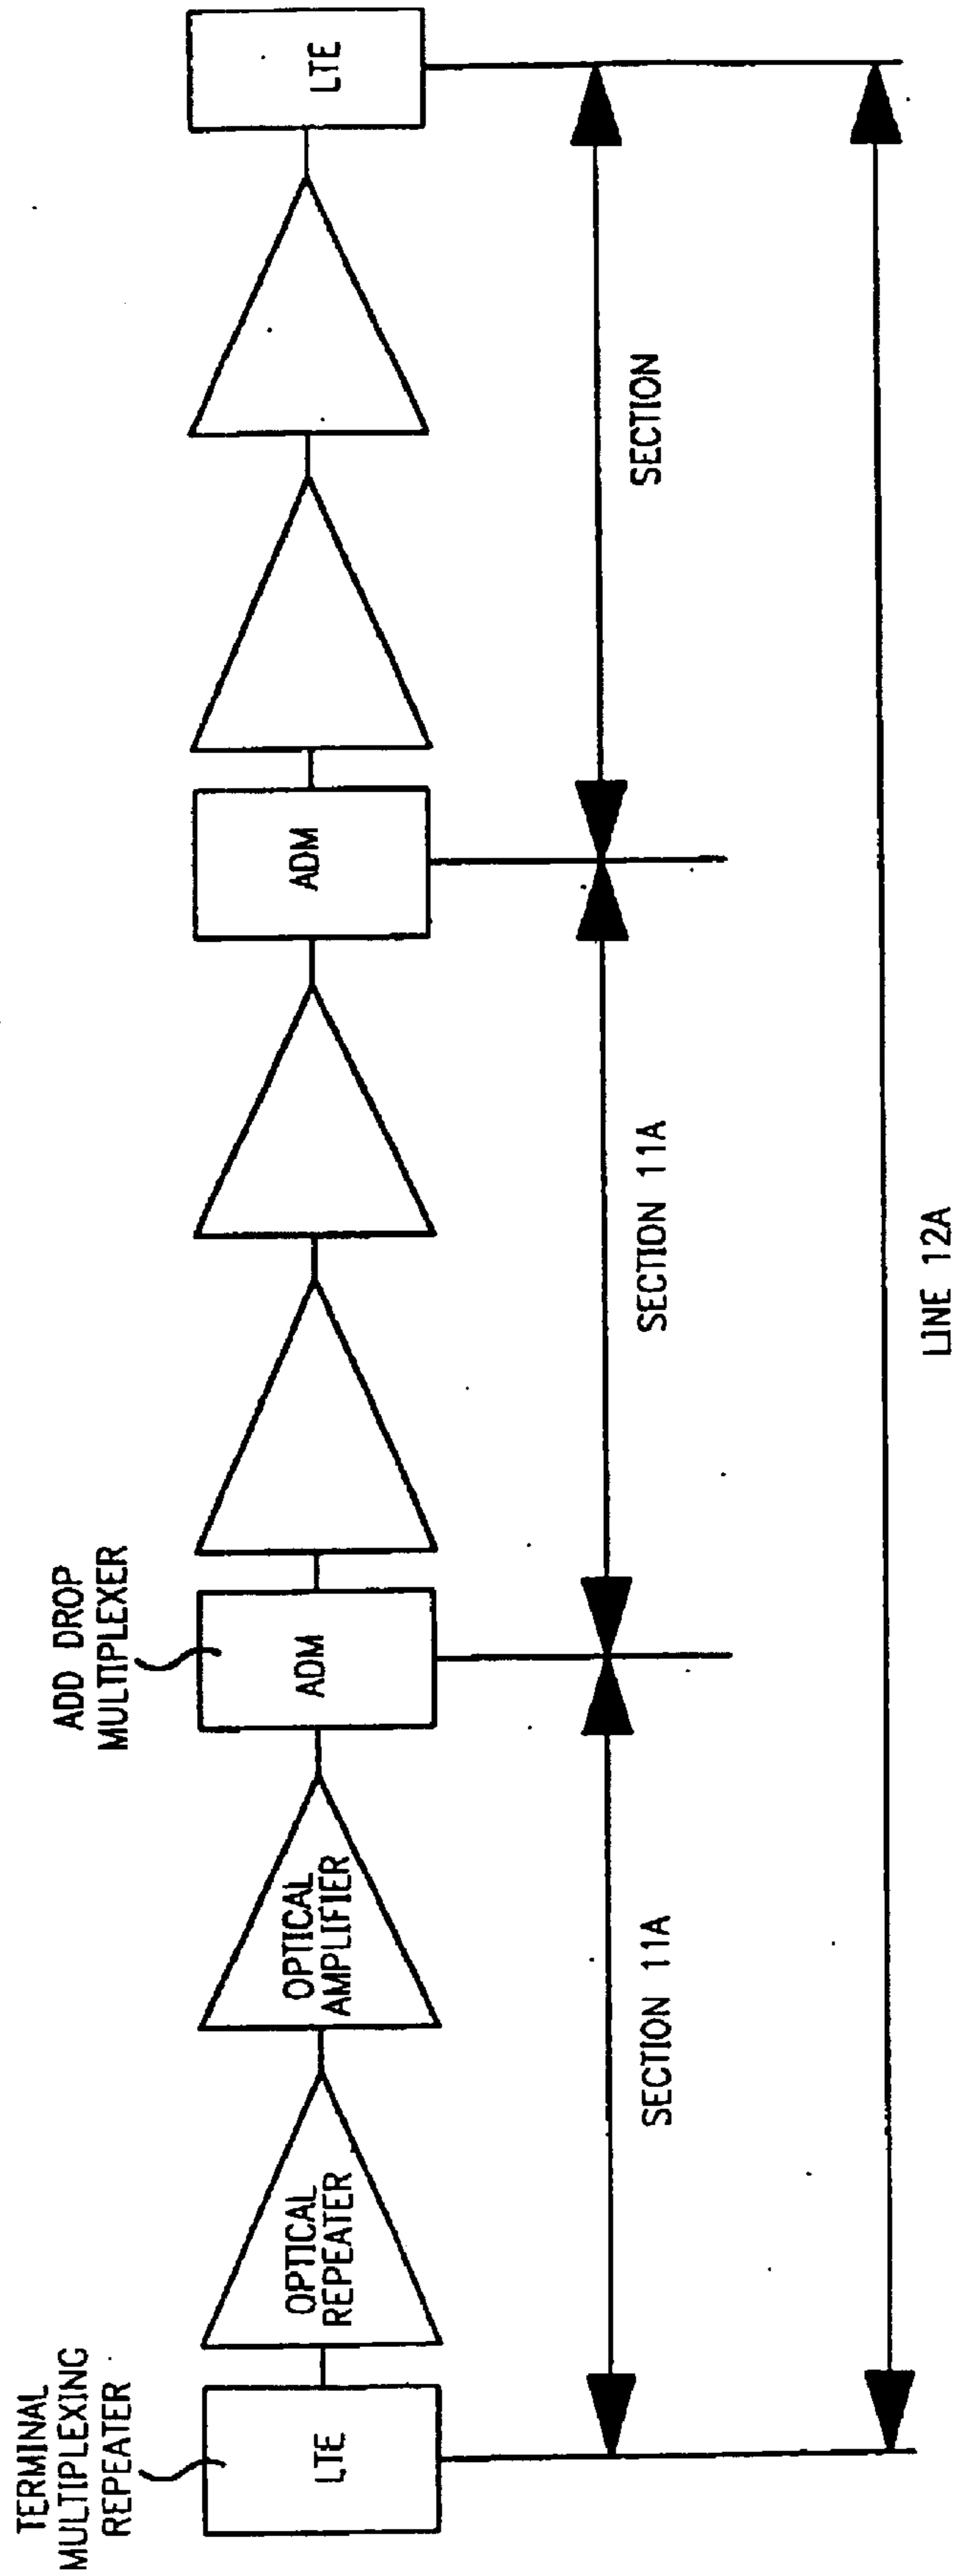 TERMINAL
MULTIPLEXING
REPEATER
ADD DROP
MULTIPLEXER
LTE
OPTICAL
REPEATER
OPTICAL
AMPLIFIER
ADM
ADM
LTE
SECTION 11A
SECTION 11A
SECTION
LINE 12A